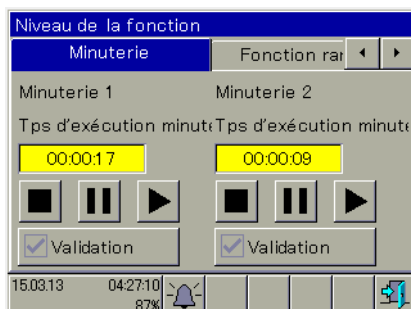 Niveau de la fonction
Minuterie Fonction rar
Minuterie 1 Minuterie 2
Tps d'exécution minute Tps d'exécution minute
00:00:17 00:00:09
Validation Validation
15.03.13 04:27:10
87%